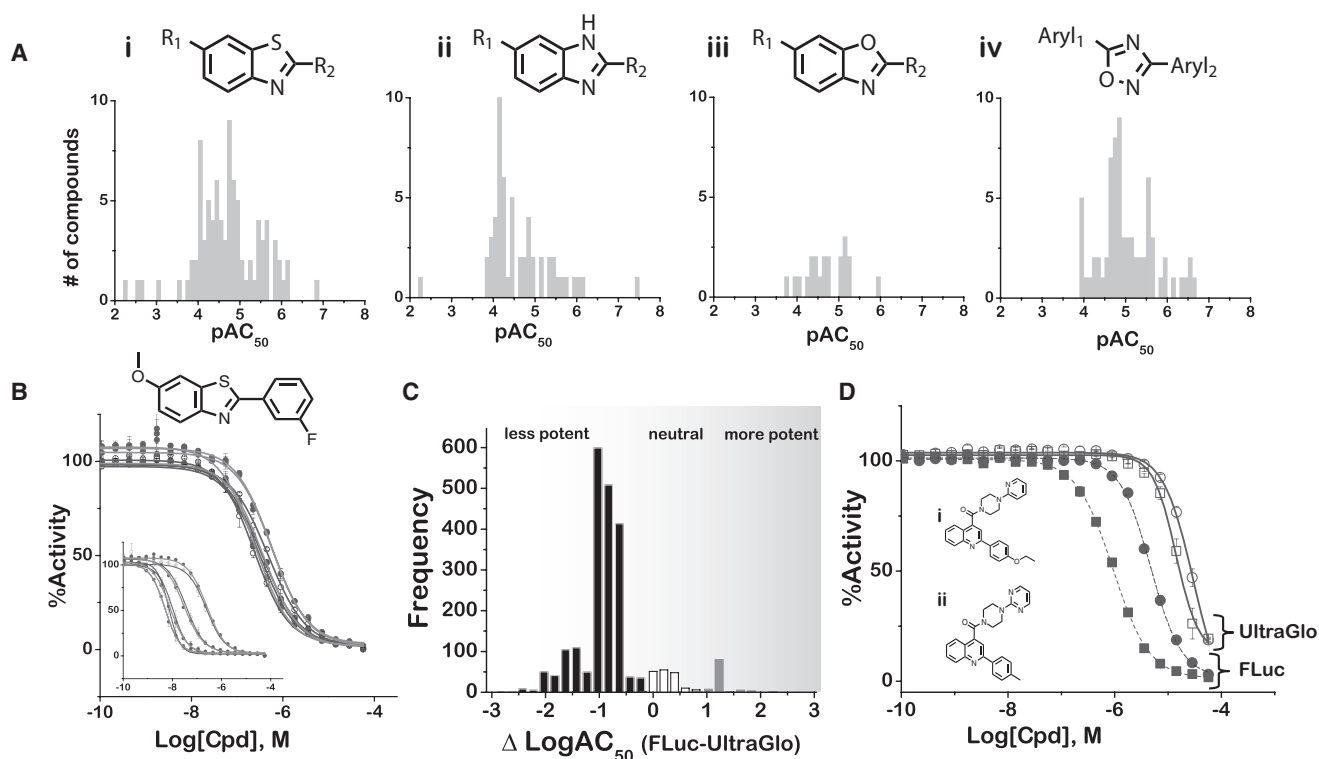 A
i
R1
S
N
R2
ii
R1
H
N
N
R2
iii
R1
O
N
R2
iv
Aryl1
N
O
N
Aryl2
# of compounds
10
5
0
2 3 4 5 6 7 8
pAC50
10
5
0
2 3 4 5 6 7 8
pAC50
10
5
0
2 3 4 5 6 7 8
pAC50
10
5
0
2 3 4 5 6 7 8
pAC50
B
O
S
N
F
%Activity
100
50
0
100
50
0
-10 -8 -6 -4
-10 -8 -6 -4
Log[Cpd], M
C
less potent neutral more potent
Frequency
600
500
400
300
200
100
0
-3 -2 -1 0 1 2 3
Δ LogAC50 (FLuc-UltraGlo)
D
%Activity
100
50
0
i
N
N
N
O
N
O
ii
N
N
N
N
O
N
UltraGlo
FLuc
-10 -8 -6 -4
Log[Cpd], M